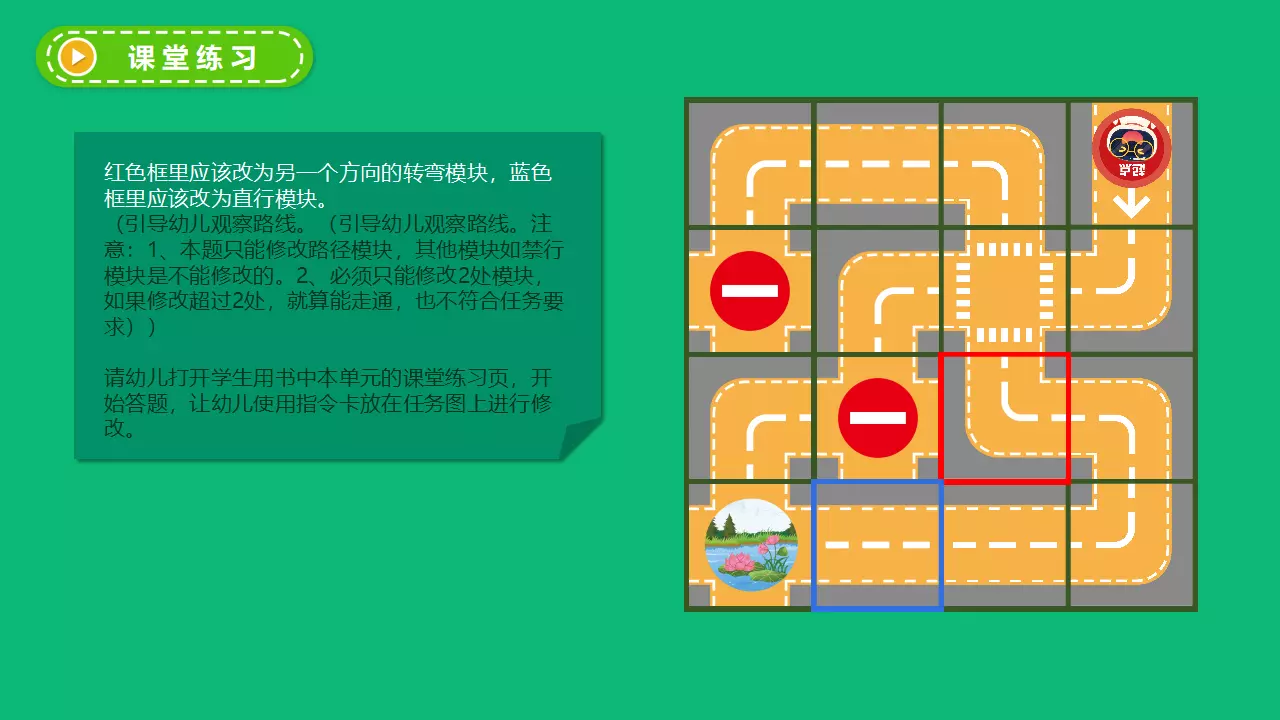 课堂练习
红色框里应该改为另一个方向的转弯模块，蓝色
框里应该改为直行模块。
（引导幼儿观察路线。（引导幼儿观察路线。注
意：1、本题只能修改路径模块，其他模块如禁行
模块是不能修改的。2、必须只能修改2处模块，
如果修改超过2处，就算能走通，也不符合任务要
求））
请幼儿打开学生用书中本单元的课堂练习页，开
始答题，让幼儿使用指令卡放在任务图上进行修
改。